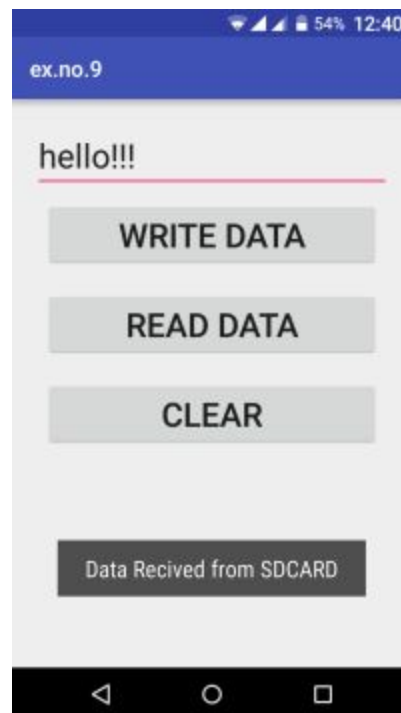 54% 12:40
ex.no.9
hello!!!
WRITE DATA
READ DATA
CLEAR
Data Recived from SDCARD